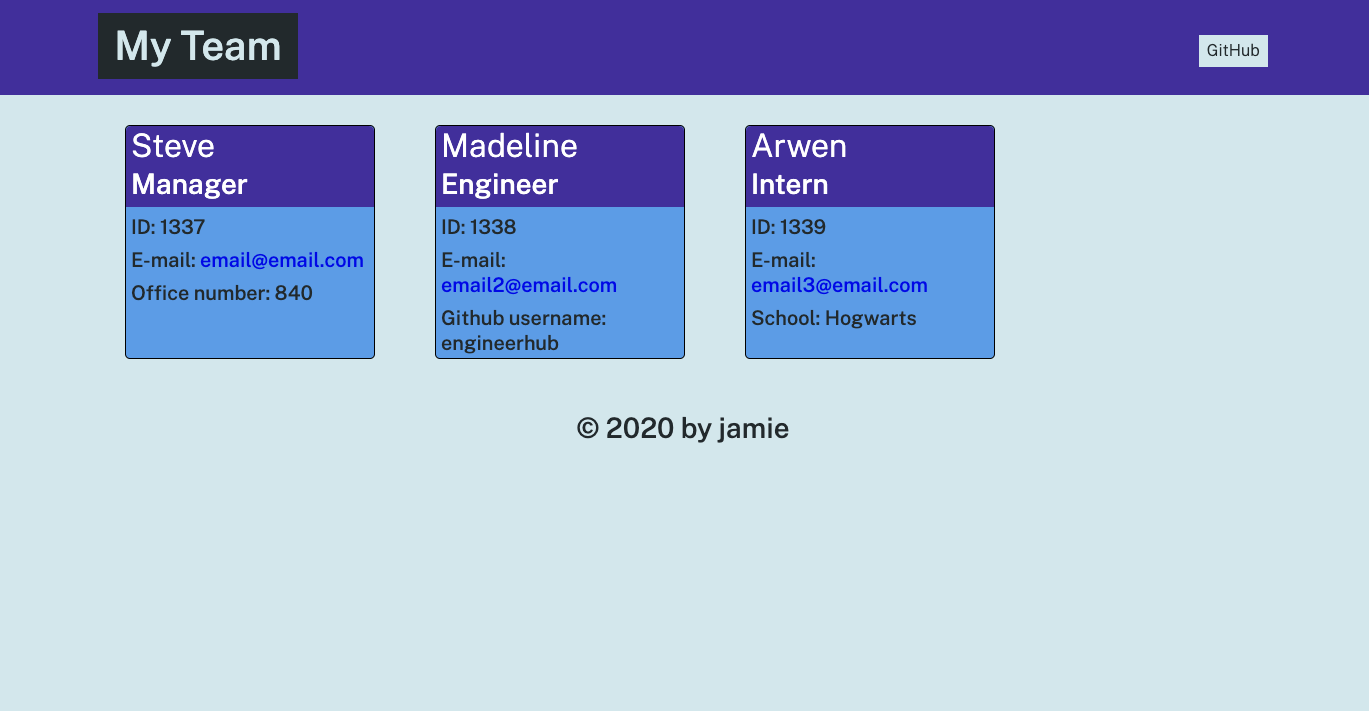 My Team
GitHub
Steve
Manager
ID: 1337
E-mail: email@email.com
Office number: 840
Madeline
Engineer
ID: 1338
E-mail:
email2@email.com
Github username:
engineerhub
Arwen
Intern
ID: 1339
E-mail:
email3@email.com
School: Hogwarts
© 2020 by jamie